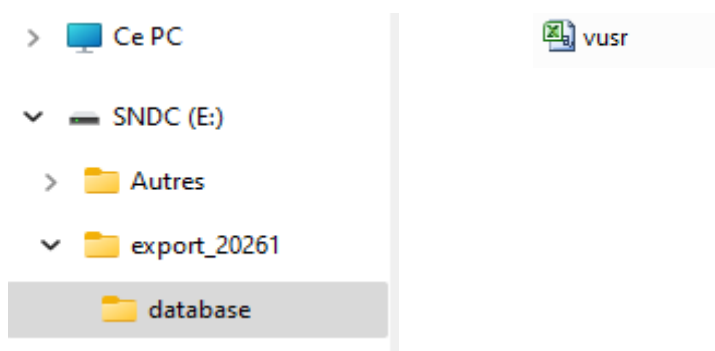 Ce PC
SNDC (E:)
Autres
export_20261
database
vusr